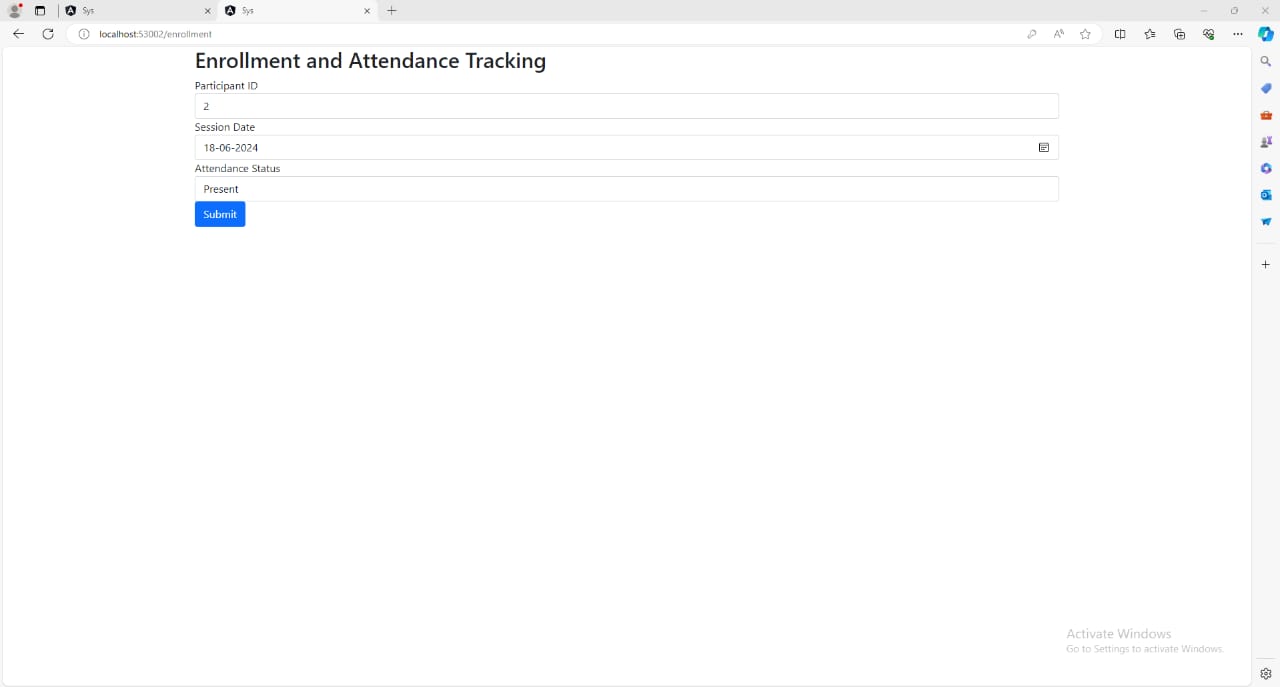 Sys
Sys
localhost:53002/enrollment
Enrollment and Attendance Tracking
Participant ID
2
Session Date
18-06-2024
Attendance Status
Present
Submit
Activate Windows
Go to Settings to activate Windows.